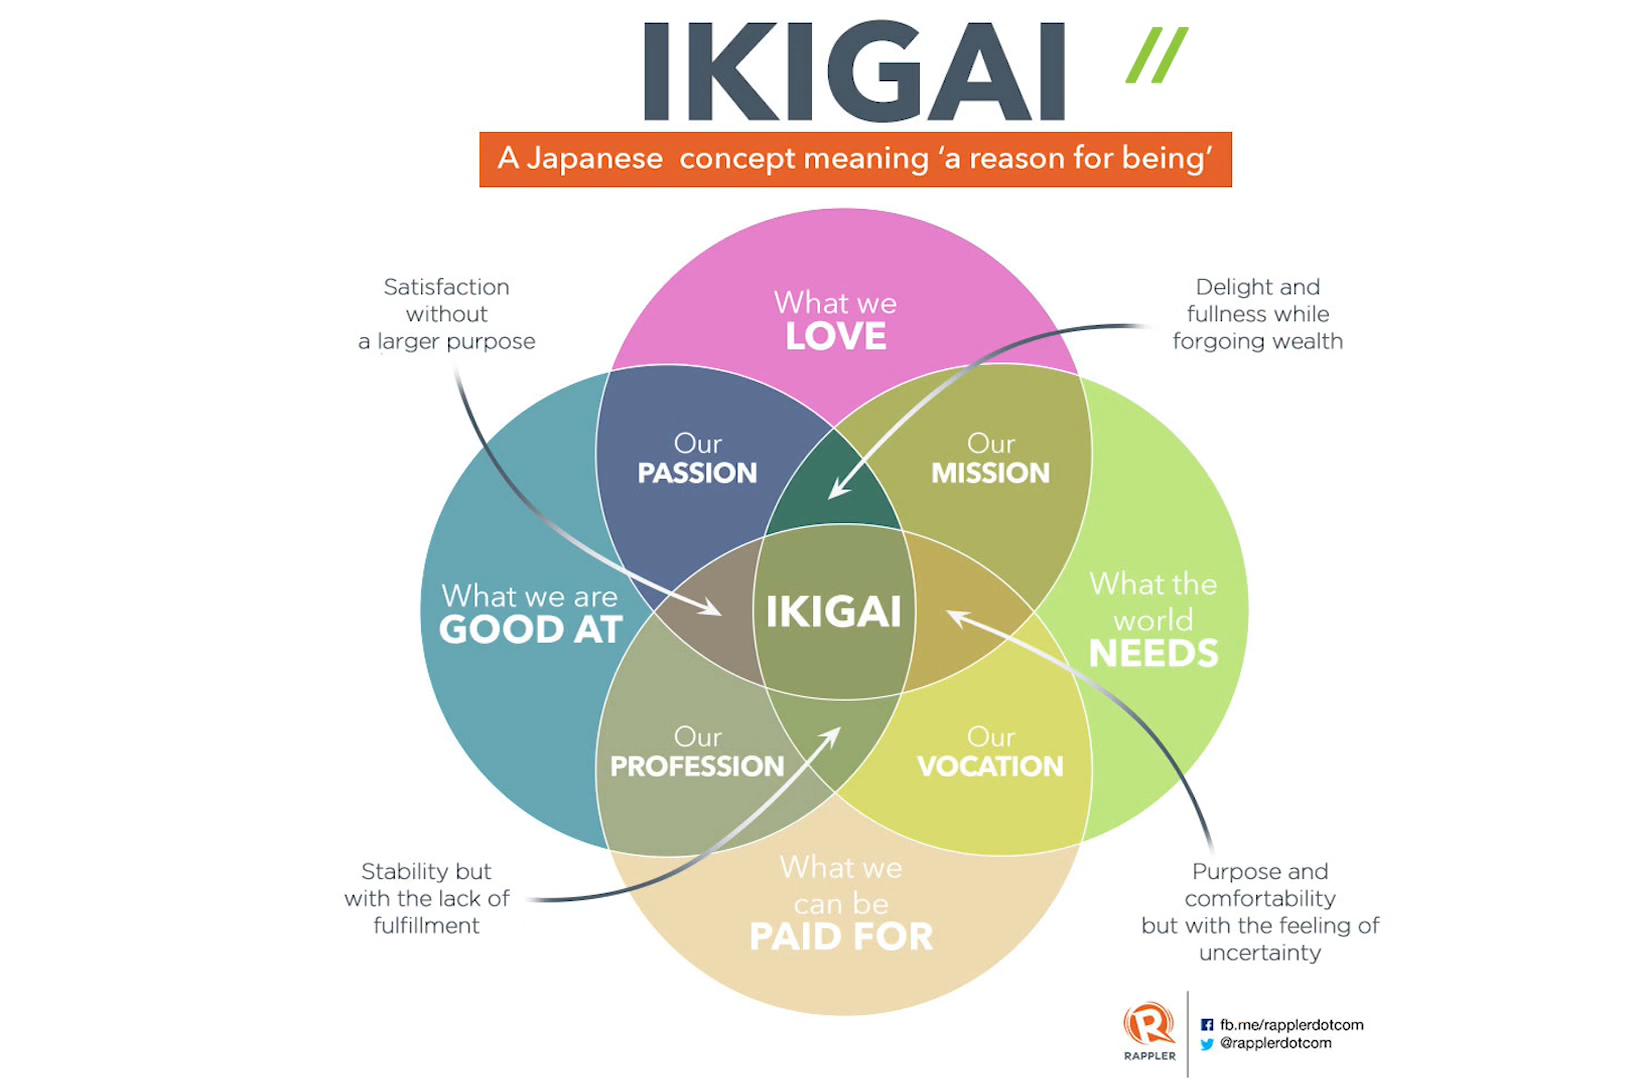 IKIGAI //
A Japanese concept meaning ‘a reason for being’
Satisfaction
without
a larger purpose
Delight and
fullness while
forgoing wealth
What we
LOVE
Our
PASSION
Our
MISSION
What we are
GOOD AT
IKIGAI
What the
world
NEEDS
Our
PROFESSION
Our
VOCATION
What we
can be
PAID FOR
Stability but
with the lack of
fulfillment
Purpose and
comfortability
but with the feeling of
uncertainty
R
RAPPLER
fb.me/rapplerdotcom
@rapplerdotcom